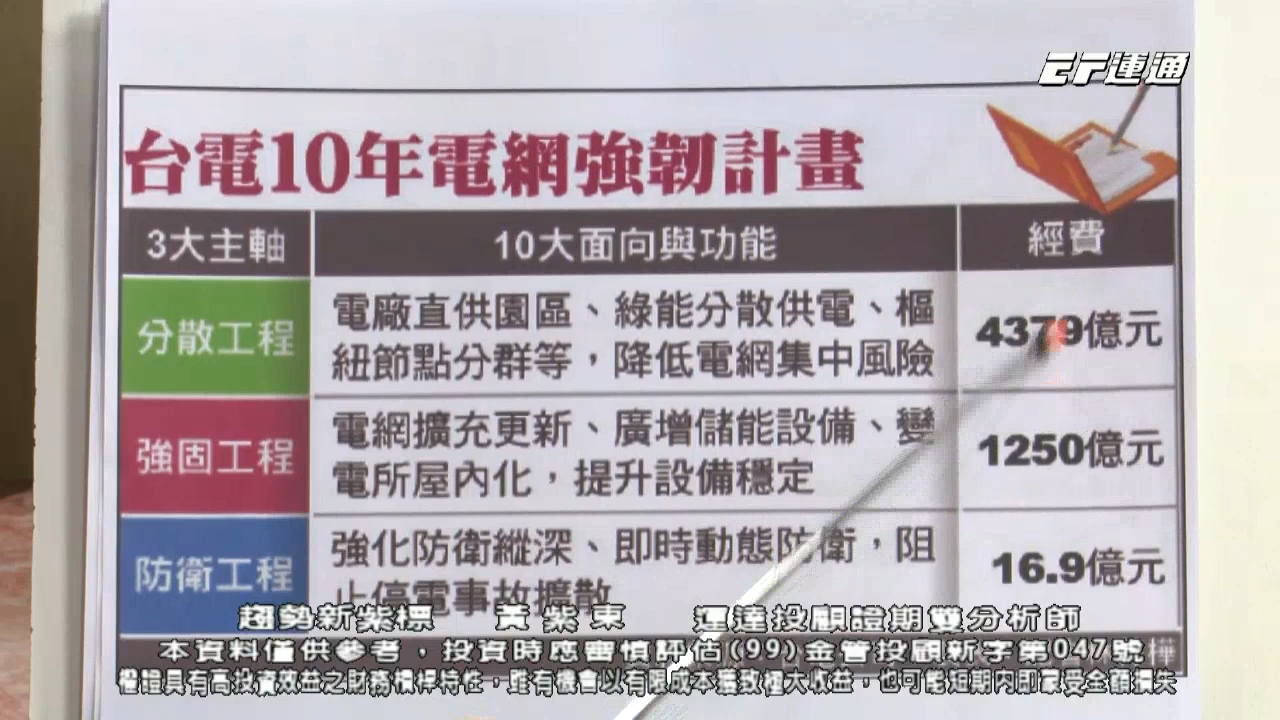 EF運通
台電10年電網強韌計畫
3大主軸 10大面向與功能 經費
分散工程 電廠直供園區、綠能分散供電、樞
紐節點分群等，降低電網集中風險 4379億元
強固工程 電網擴充更新、廣增儲能設備、變
電所屋內化，提升設備穩定 1250億元
防衛工程 強化防衛縱深、即時動態防衛，阻
止停電事故擴散 16.9億元
趨勢新紫標 黃紫東 運達投顧證期雙分析師
本資料僅供參考，投資時應審慎評估(99)金管投顧新字第047號
權證具有高投資效益之財務槓桿特性，雖有機會以有限成本獲致極大收益，也可能短期內即蒙受全額損失